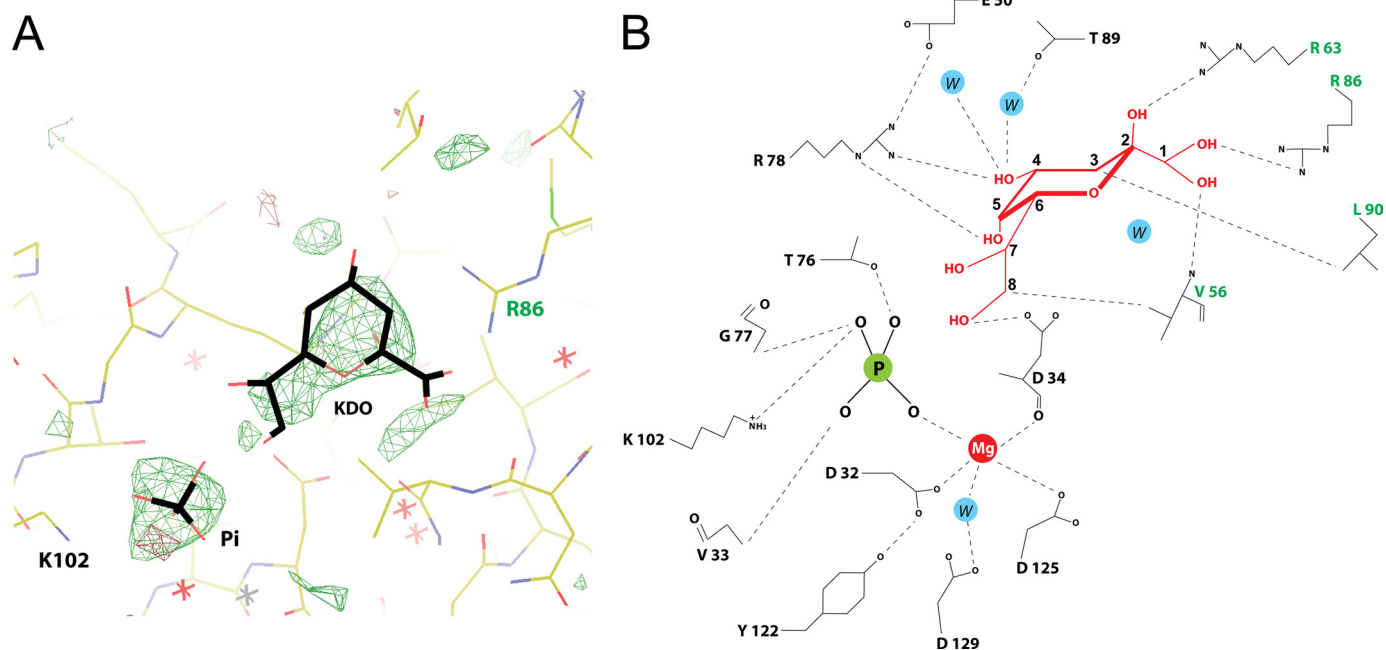 A
R86
KDO
Pi
K102
B
E 50
O
O
T 89
O
W
W
N
N
N
R 63
R 86
N
N
N
R 78
N
N
N
OH
2
1
OH
OH
3
4
HO
5
6
O
HO
7
HO
8
HO
W
L 90
N
V 56
T 76
O
G 77
O
O
O
P
O
O
O
O
D 34
O
K 102
+
NH3
Mg
D 32
O
O
W
O
O
D 125
O
V 33
O
Y 122
O
O
D 129